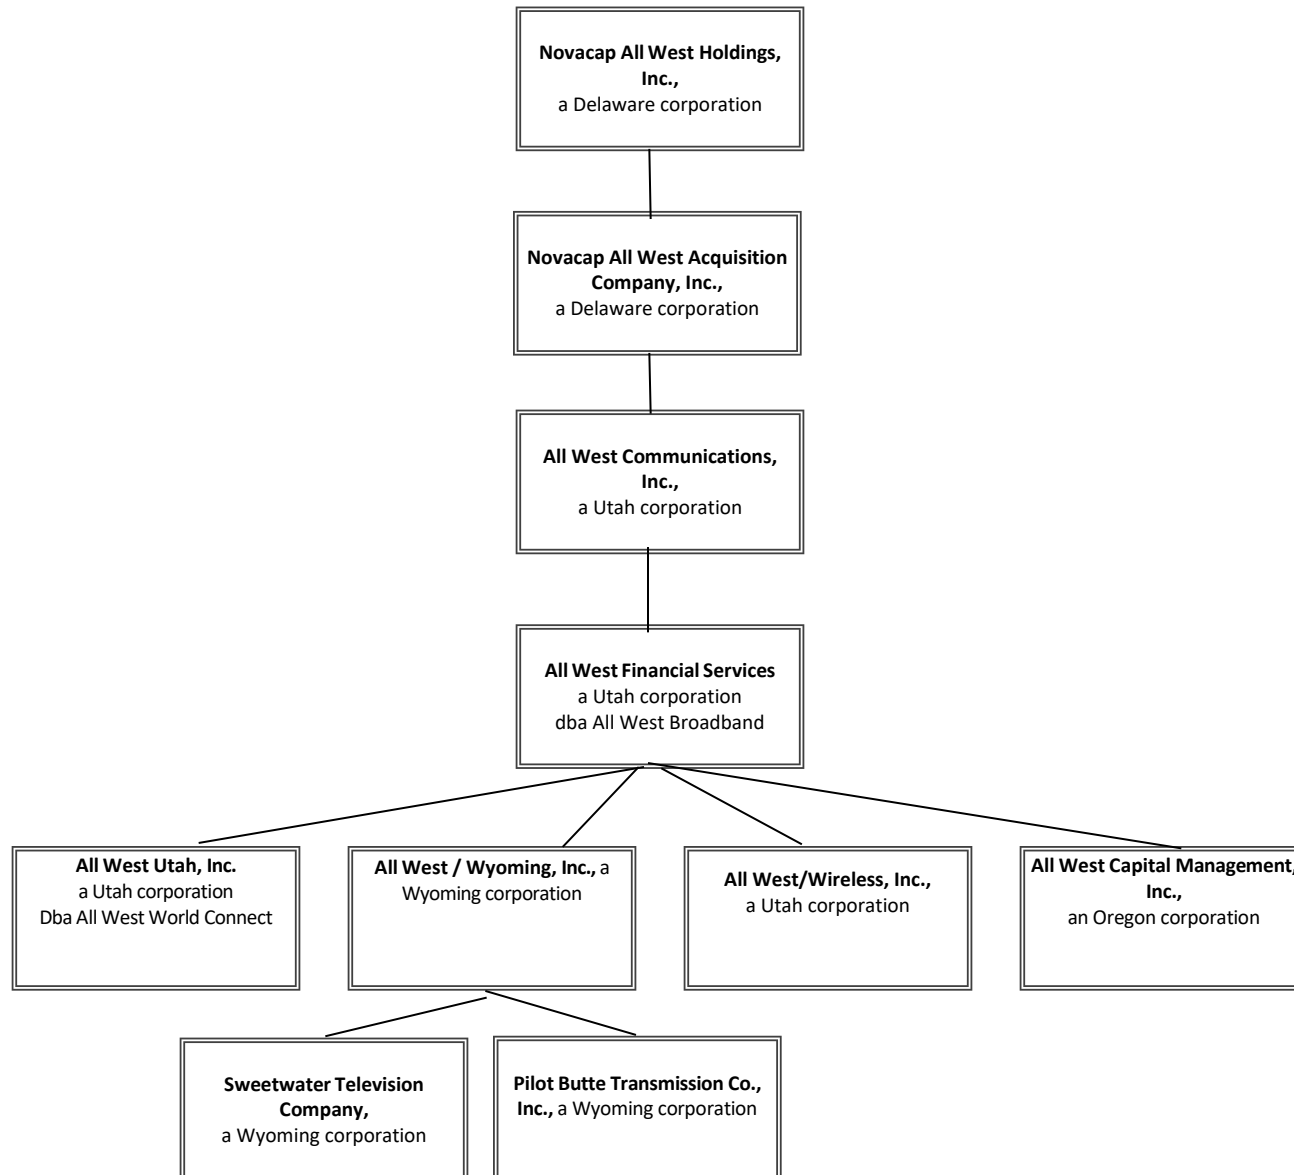 Novacap All West Holdings,
Inc.,
a Delaware corporation
Novacap All West Acquisition
Company, Inc.,
a Delaware corporation
All West Communications,
Inc.,
a Utah corporation
All West Financial Services
a Utah corporation
dba All West Broadband
All West Utah, Inc.
a Utah corporation
Dba All West World Connect
All West / Wyoming, Inc., a
Wyoming corporation
All West/Wireless, Inc.,
a Utah corporation
All West Capital Management,
Inc.,
an Oregon corporation
Sweetwater Television
Company,
a Wyoming corporation
Pilot Butte Transmission Co.,
Inc., a Wyoming corporation